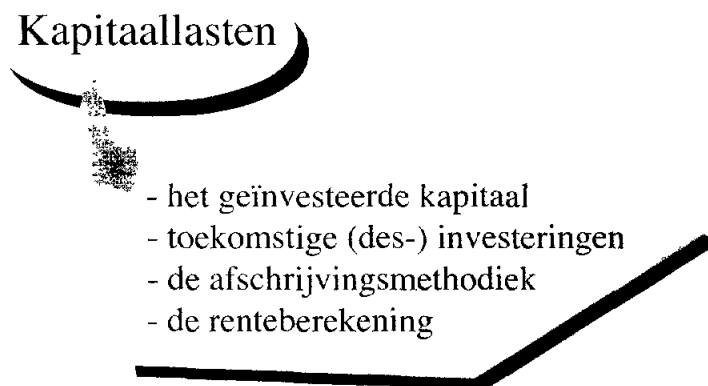 Kapitaallasten
- het geïnvesteerde kapitaal
- toekomstige (des-) investeringen
- de afschrijvingsmethodiek
- de renteberekening